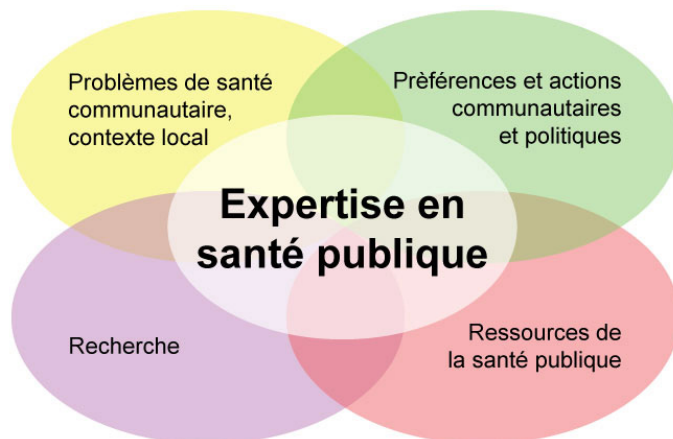 Problèmes de santé
communautaire,
contexte local
Prèférences et actions
communautaires
et politiques
Expertise en
santé publique
Recherche
Ressources de
la santé publique